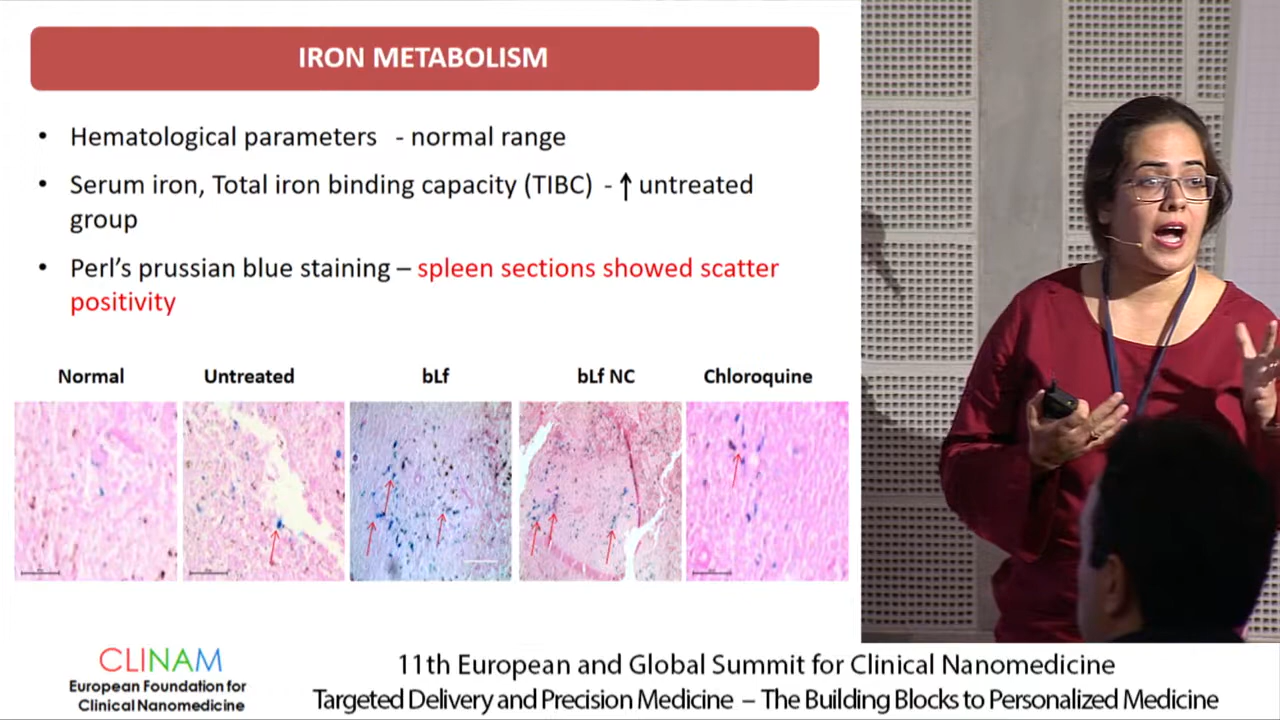 IRON METABOLISM
• Hematological parameters - normal range
• Serum iron, Total iron binding capacity (TIBC) - ↑ untreated
group
• Perl's prussian blue staining – spleen sections showed scatter
positivity
Normal Untreated bLf bLf NC Chloroquine
CLINAM
European Foundation for
Clinical Nanomedicine
11th European and Global Summit for Clinical Nanomedicine
Targeted Delivery and Precision Medicine – The Building Blocks to Personalized Medicine